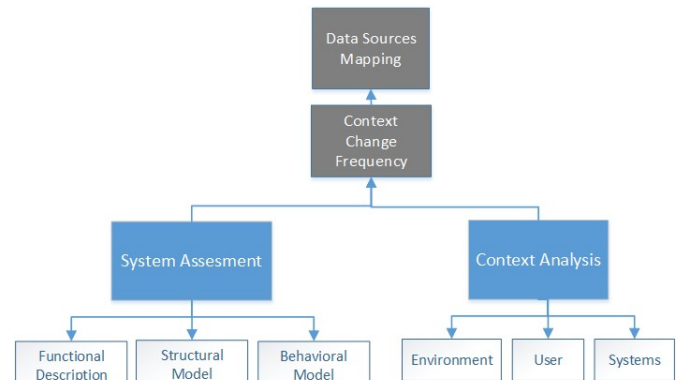 Data Sources
Mapping
Context
Change
Frequency
System Assesment
Context Analysis
Functional
Description
Structural
Model
Behavioral
Model
Environment
User
Systems